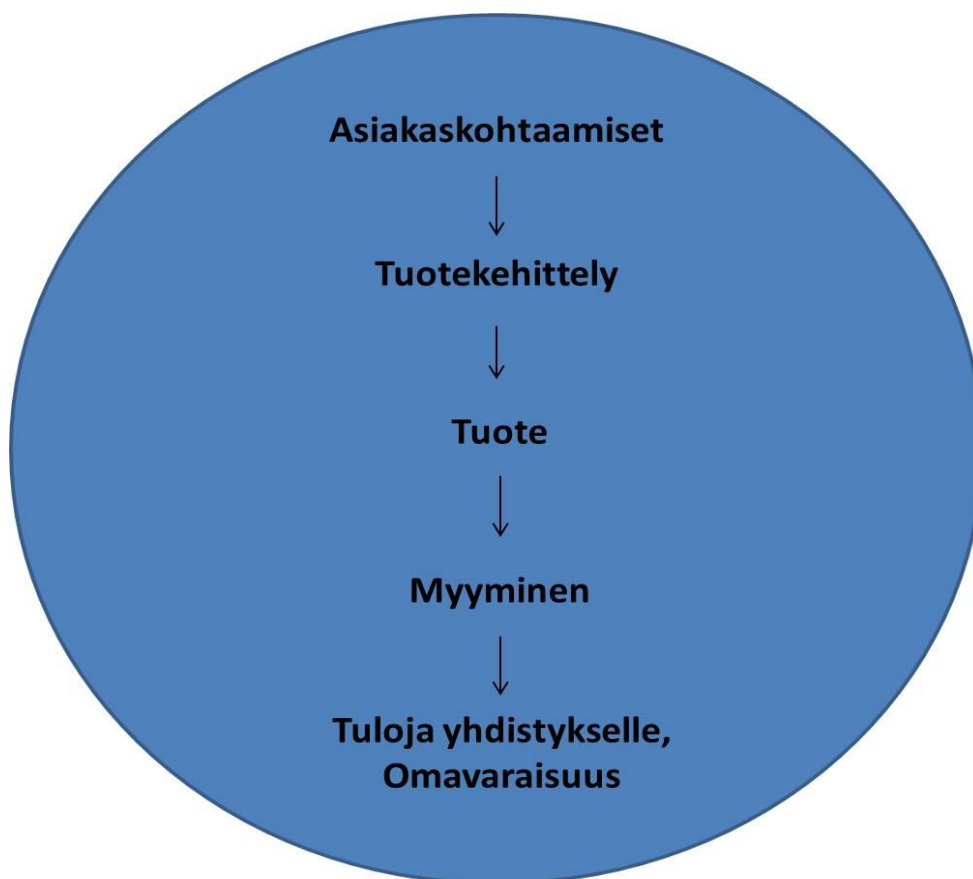 Asiakaskohtaamiset
Tuotekehittely
Tuote
Myyminen
Tuloja yhdistykselle,
Omavaraisuus